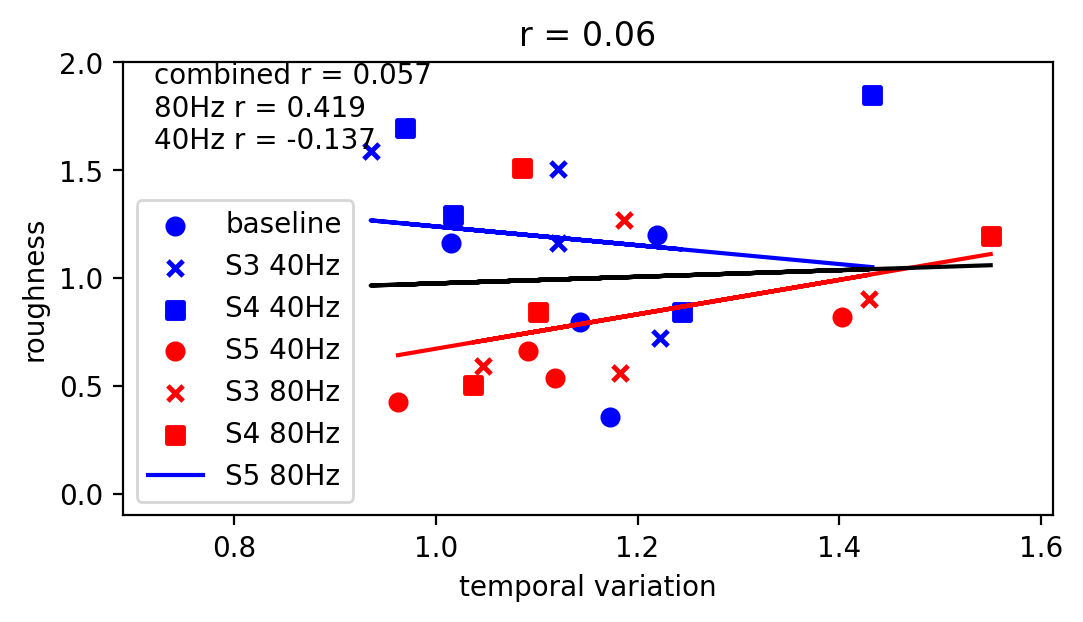 r = 0.06
combined r = 0.057
80Hz r = 0.419
40Hz r = -0.137
2.0
1.5
1.0
0.5
0.0
roughness
baseline
S3 40Hz
S4 40Hz
S5 40Hz
S3 80Hz
S4 80Hz
S5 80Hz
0.8 1.0 1.2 1.4 1.6
temporal variation